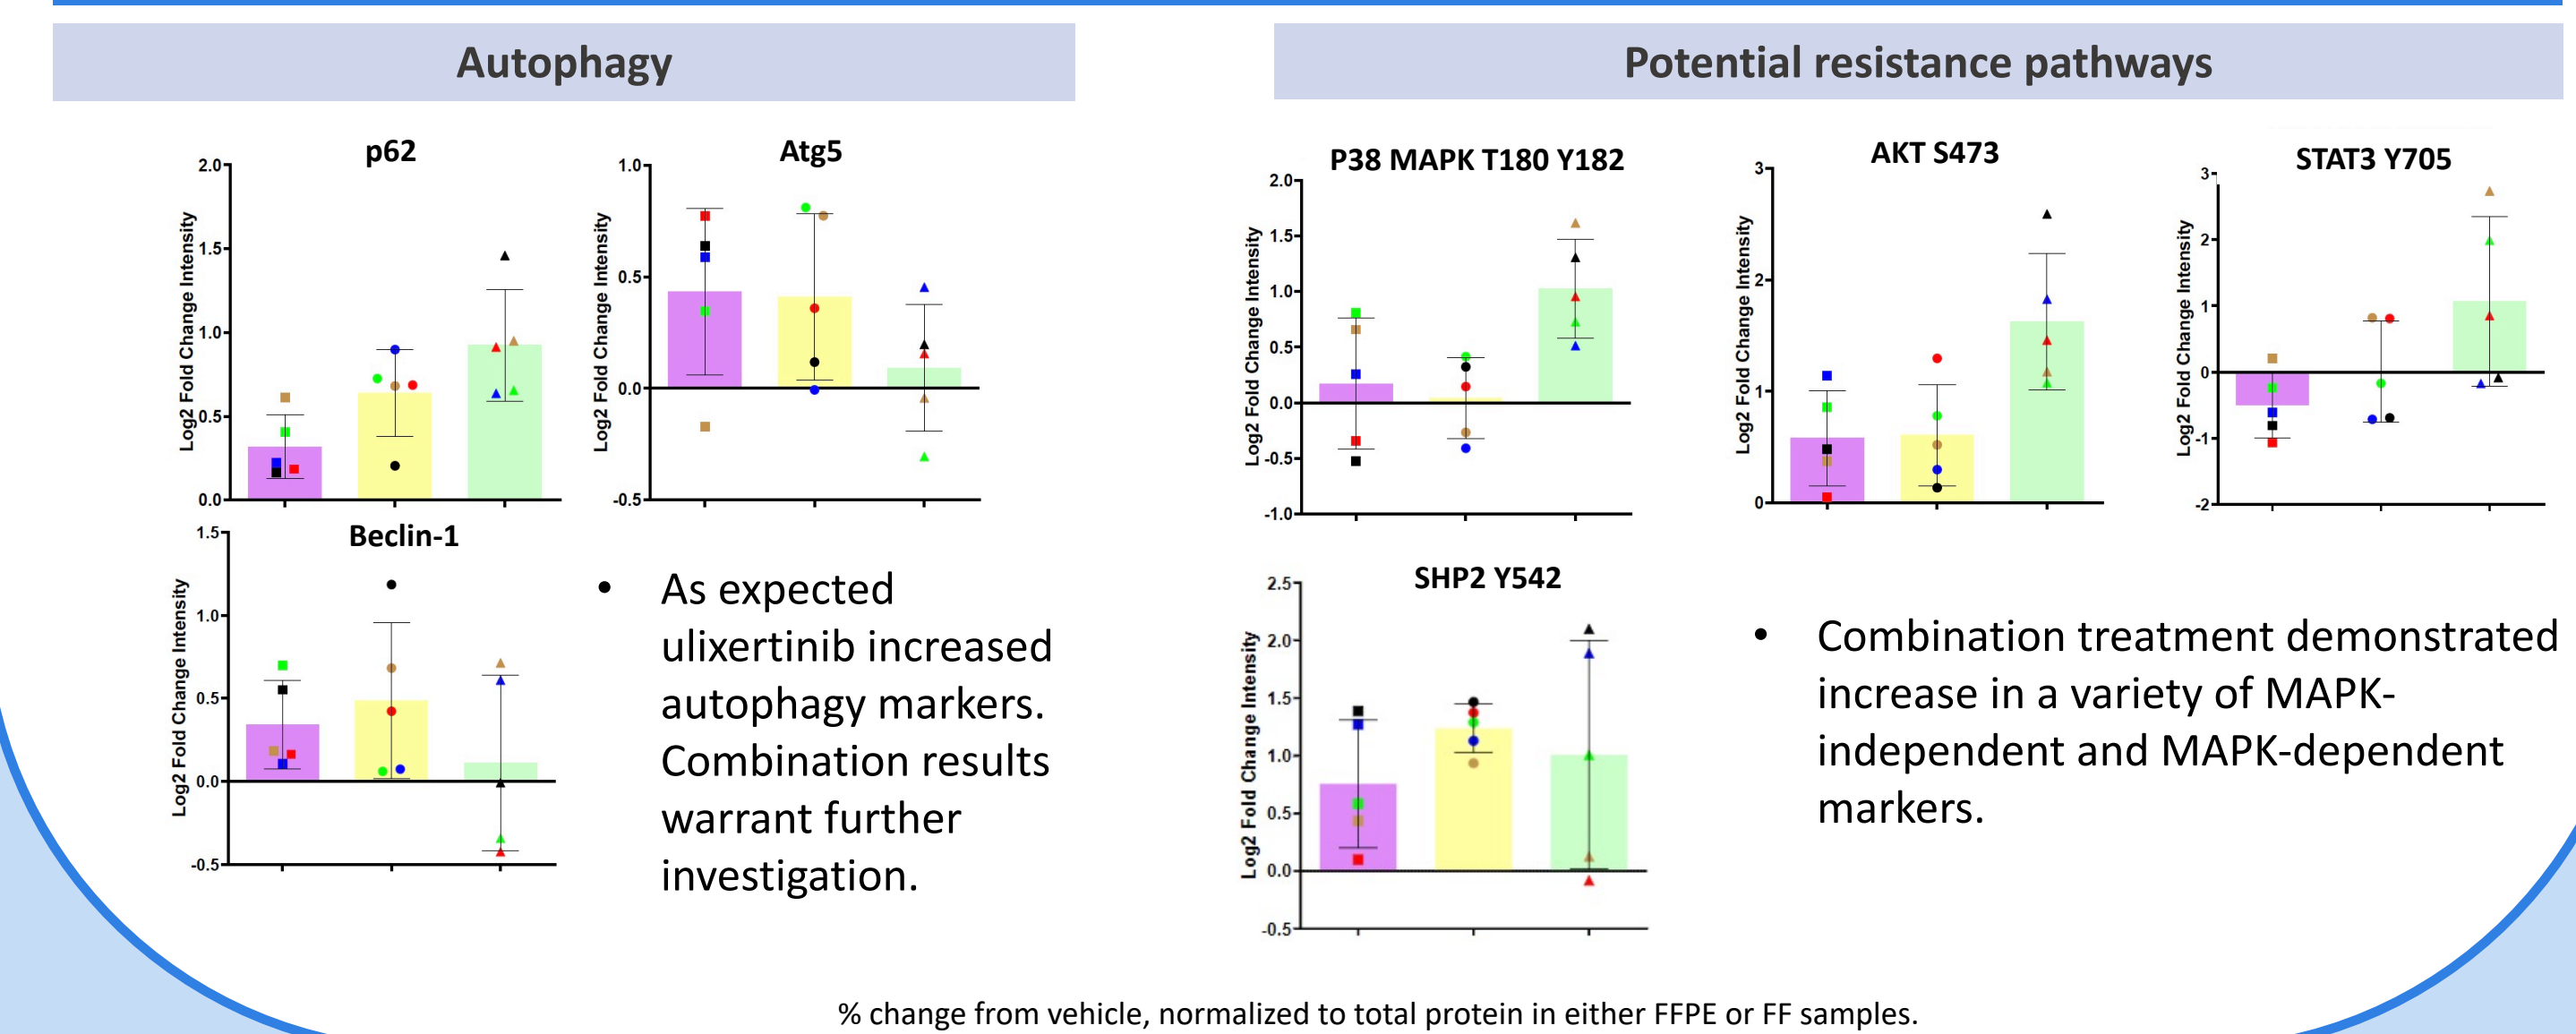 Autophagy
p62
Log2 Fold Change Intensity
2.0
1.5
1.0
0.5
0.0
Atg5
Log2 Fold Change Intensity
1.0
0.5
0.0
-0.5
Beclin-1
Log2 Fold Change Intensity
1.5
1.0
0.5
0.0
-0.5
• As expected
ulixertinib increased
autophagy markers.
Combination results
warrant further
investigation.
Potential resistance pathways
P38 MAPK T180 Y182
Log2 Fold Change Intensity
2.0
1.5
1.0
0.5
0.0
-0.5
-1.0
AKT S473
Log2 Fold Change Intensity
3
2
1
0
STAT3 Y705
Log2 Fold Change Intensity
3
2
1
0
-1
-2
SHP2 Y542
Log2 Fold Change Intensity
2.5
2.0
1.5
1.0
0.5
0.0
-0.5
• Combination treatment demonstrated
increase in a variety of MAPK-
independent and MAPK-dependent
markers.
% change from vehicle, normalized to total protein in either FFPE or FF samples.